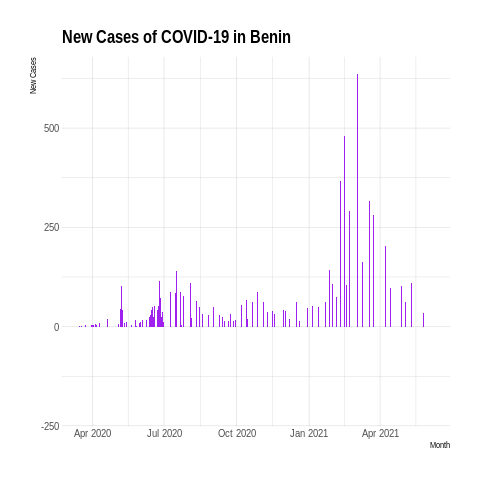 New Cases of COVID-19 in Benin
New Cases
500
250
0
-250
Apr 2020 Jul 2020 Oct 2020 Jan 2021 Apr 2021
Month